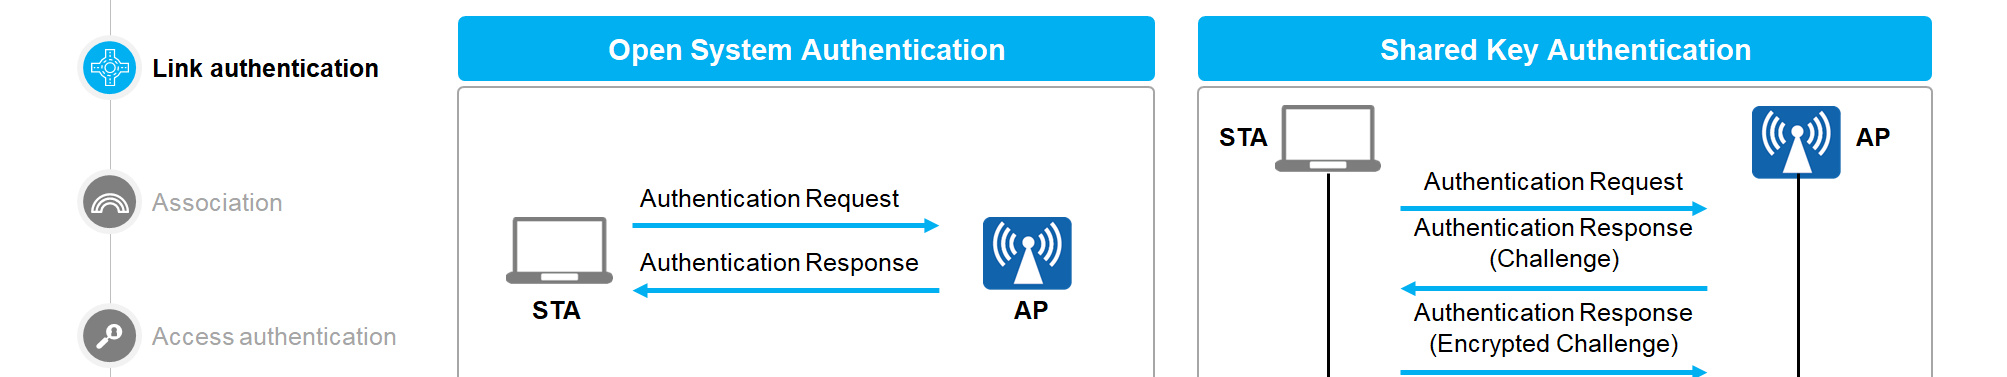 Link authentication
Association
Access authentication
Open System Authentication
Authentication Request
Authentication Response
STA
AP
Shared Key Authentication
STA
AP
Authentication Request
Authentication Response
(Challenge)
Authentication Response
(Encrypted Challenge)